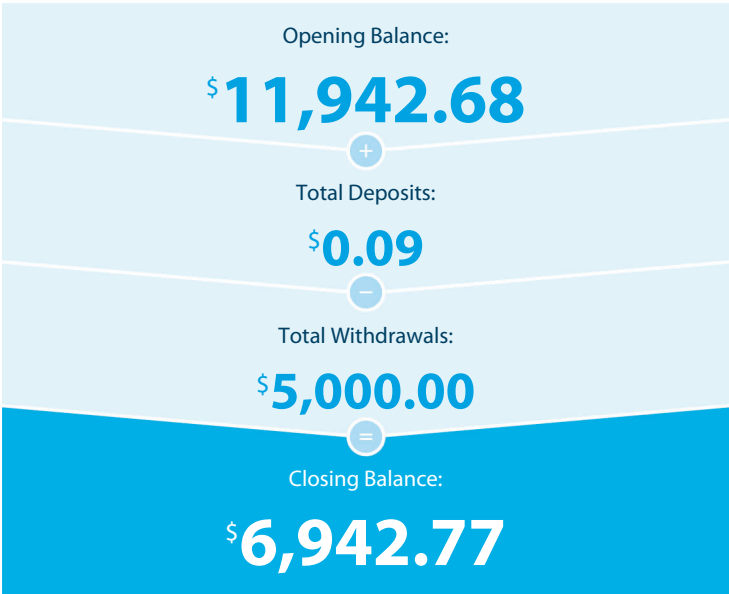 Opening Balance:
$11,942.68
+
Total Deposits:
$0.09
−
Total Withdrawals:
$5,000.00
=
Closing Balance:
$6,942.77